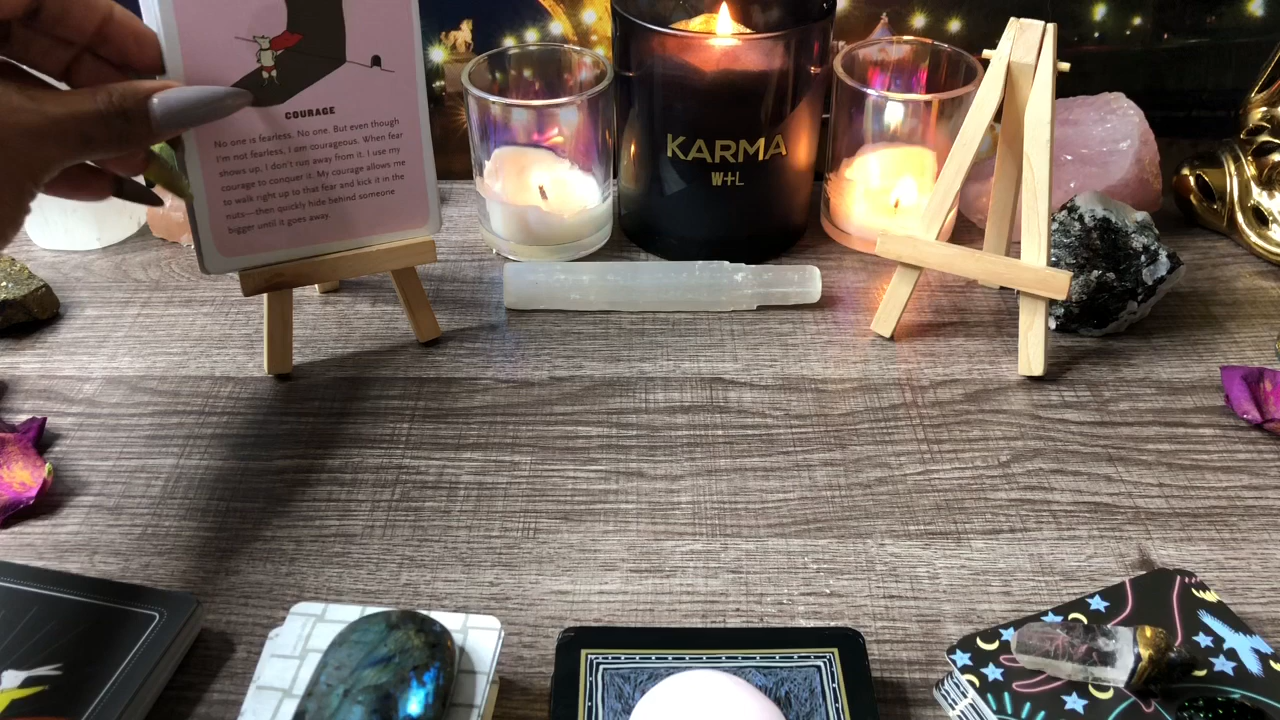 COURAGE
No one is fearless. No one. But even though
I'm not fearless, I am courageous. When fear
shows up, I don't run away from it. I use my
courage to conquer it. My courage allows me
to walk right up to that fear and kick it in the
nuts—then quickly hide behind someone
bigger until it goes away.
KARMA
W+L